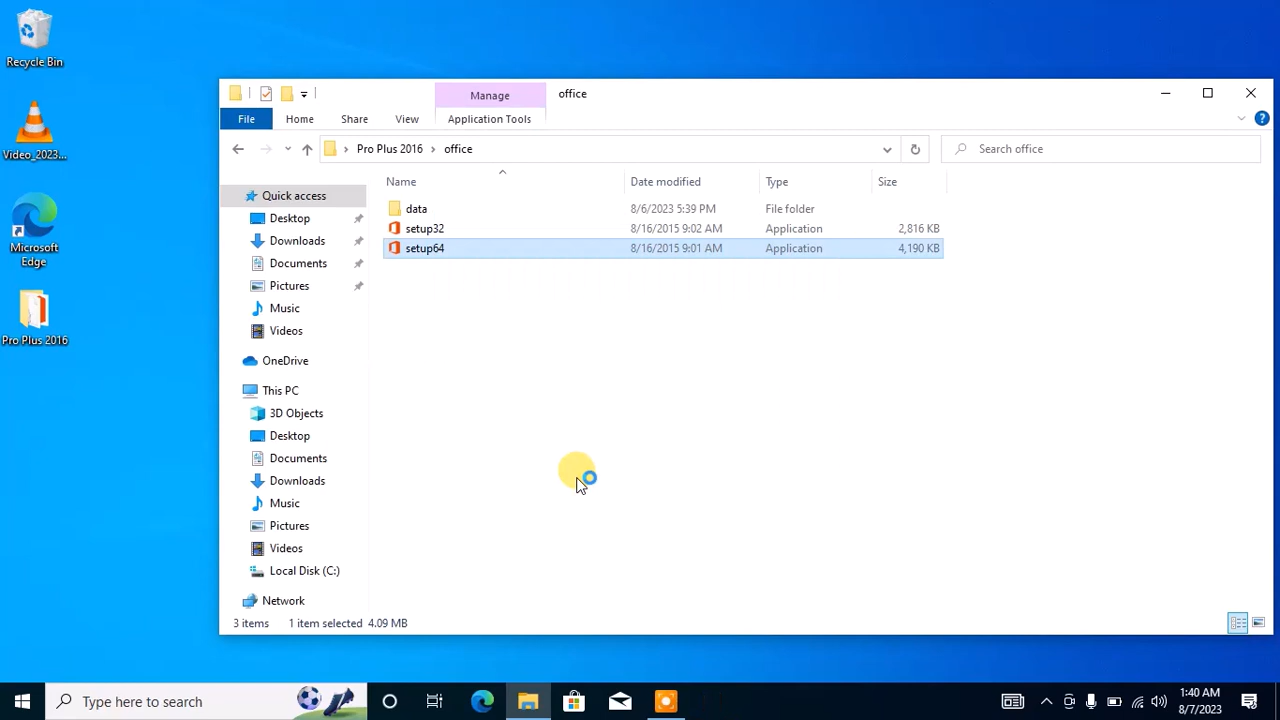 Recycle Bin
Video_2023...
Microsoft
Edge
Pro Plus 2016
Manage
office
File
Home
Share
View
Application Tools
Pro Plus 2016
office
Search office
Name
Date modified
Type
Size
data
8/6/2023 5:39 PM
File folder
setup32
8/16/2015 9:02 AM
Application
2,816 KB
setup64
8/16/2015 9:01 AM
Application
4,190 KB
Quick access
Desktop
Downloads
Documents
Pictures
Music
Videos
OneDrive
This PC
3D Objects
Desktop
Documents
Downloads
Music
Pictures
Videos
Local Disk (C:)
Network
3 items
1 item selected 4.09 MB
Type here to search
1:40 AM
8/7/2023